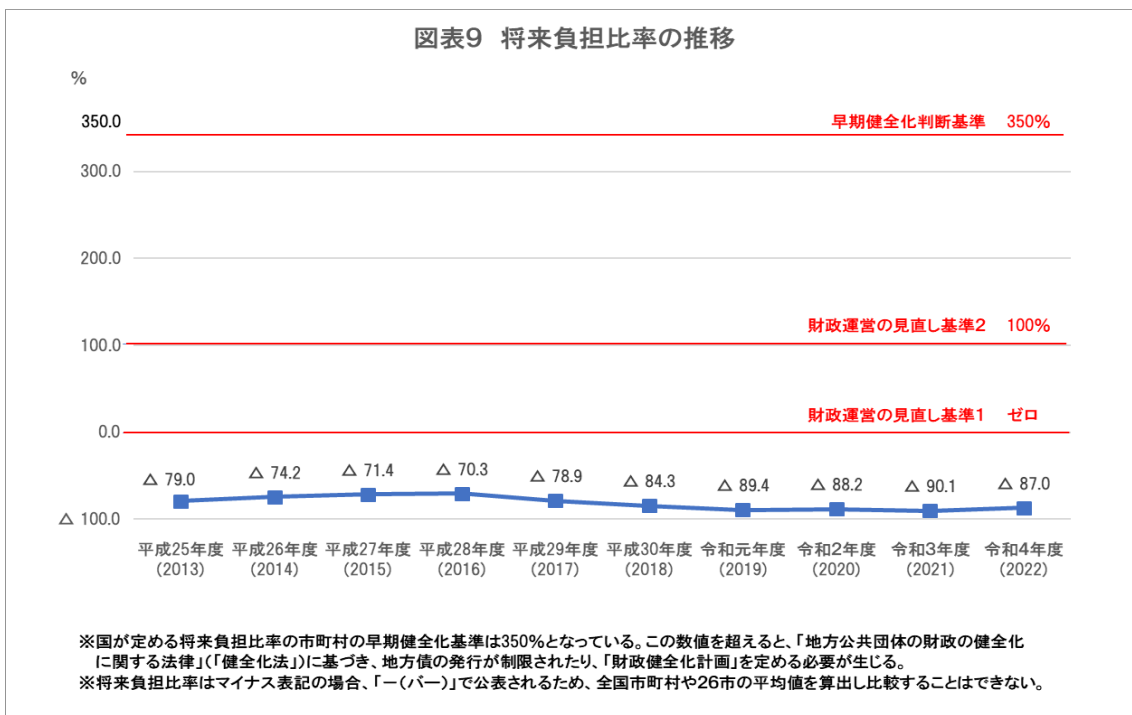 図表9 将来負担比率の推移
%
350.0
早期健全化判断基準 350%
300.0
200.0
財政運営の見直し基準2 100%
100.0
財政運営の見直し基準1 ゼロ
0.0
△ 79.0 △ 74.2 △ 71.4 △ 70.3 △ 78.9 △ 84.3 △ 89.4 △ 88.2 △ 90.1 △ 87.0
△ 100.0
平成25年度 平成26年度 平成27年度 平成28年度 平成29年度 平成30年度 令和元年度 令和2年度 令和3年度 令和4年度
(2013) (2014) (2015) (2016) (2017) (2018) (2019) (2020) (2021) (2022)
※国が定める将来負担比率の市町村の早期健全化基準は350%となっている。この数値を超えると、「地方公共団体の財政の健全化
に関する法律」(「健全化法」)に基づき、地方債の発行が制限されたり、「財政健全化計画」を定める必要が生じる。
※将来負担比率はマイナス表記の場合、「－(バー)」で公表されるため、全国市町村や26市の平均値を算出し比較することはできない。